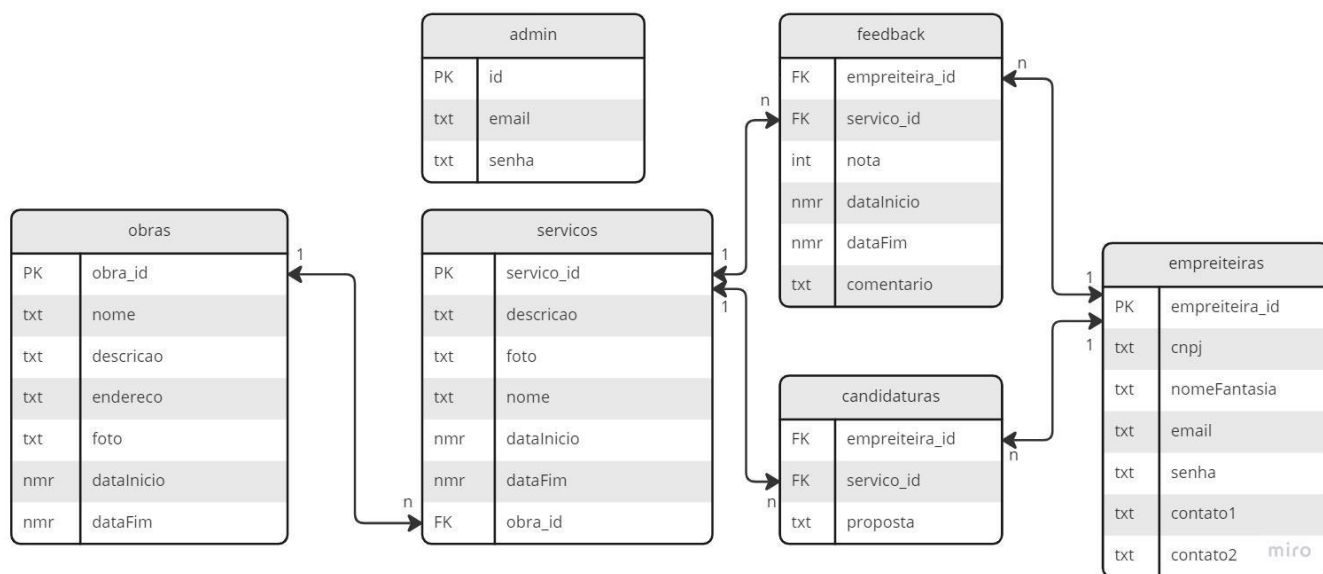 admin
PK id
txt email
txt senha
feedback
FK empreiteira_id
FK servico_id
int nota
nmr dataInicio
nmr dataFim
txt comentario
obras
PK obra_id
txt nome
txt descricao
txt endereco
txt foto
nmr dataInicio
nmr dataFim
servicos
PK servico_id
txt descricao
txt foto
txt nome
nmr dataInicio
nmr dataFim
FK obra_id
candidaturas
FK empreiteira_id
FK servico_id
txt proposta
empreiteiras
PK empreiteira_id
txt cnpj
txt nomeFantasia
txt email
txt senha
txt contato1
txt contato2
1
n
1
n
1
n
n
1
n
1
miro